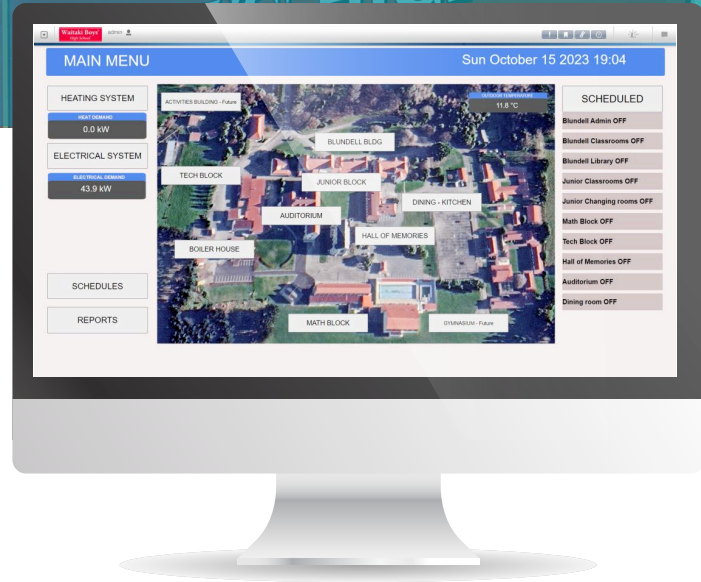 Waitaki Boys'
High School
admin
MAIN MENU
Sun October 15 2023 19:04
HEATING SYSTEM
HEAT DEMAND
0.0 kW
ELECTRICAL SYSTEM
ELECTRICAL DEMAND
43.9 kW
SCHEDULES
REPORTS
ACTIVITIES BUILDING - Future
OUTDOOR TEMPERATURE
11.8 °C
BLUNDELL BLDG
TECH BLOCK
JUNIOR BLOCK
DINING - KITCHEN
AUDITORIUM
HALL OF MEMORIES
BOILER HOUSE
MATH BLOCK
GYMNASIUM - Future
SCHEDULED
Blundell Admin OFF
Blundell Classrooms OFF
Blundell Library OFF
Junior Classrooms OFF
Junior Changing rooms OFF
Math Block OFF
Tech Block OFF
Hall of Memories OFF
Auditorium OFF
Dining room OFF